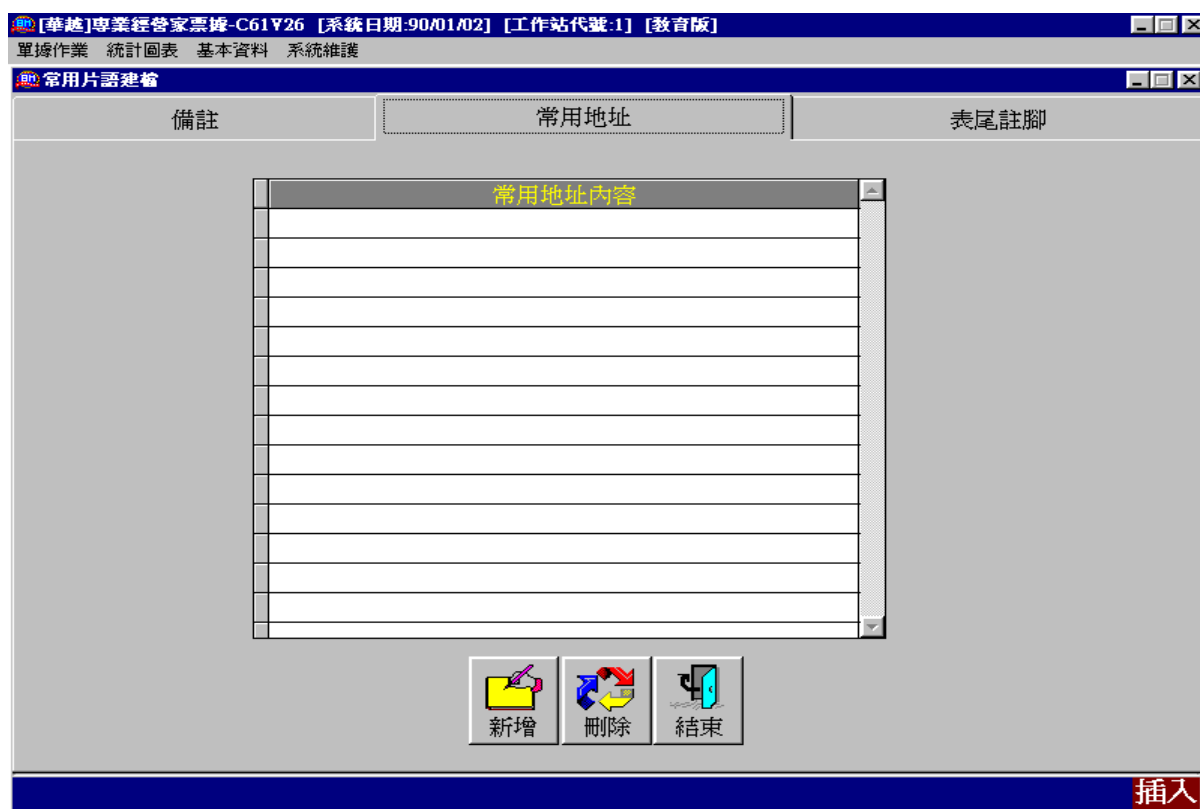 [華越]專業經營家票據-C61V26 [系統日期:90/01/02] [工作站代號:1] [教育版]
單據作業 統計圖表 基本資料 系統維護
常用片語建檔
備註 常用地址 表尾註腳
常用地址內容
新增 刪除 結束
插入